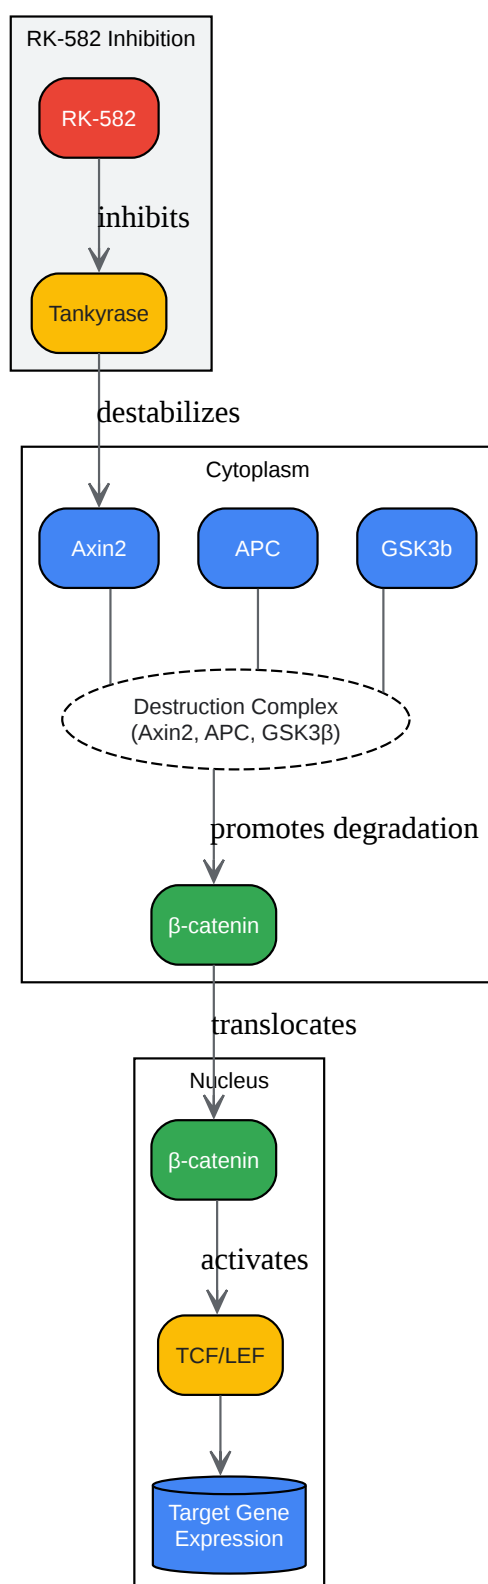 RK-582 Inhibition
RK-582
inhibits
Tankyrase
destabilizes
Cytoplasm
Axin2
APC
GSK3b
Destruction Complex
(Axin2, APC, GSK3β)
promotes degradation
β-catenin
translocates
Nucleus
β-catenin
activates
TCF/LEF
Target Gene
Expression